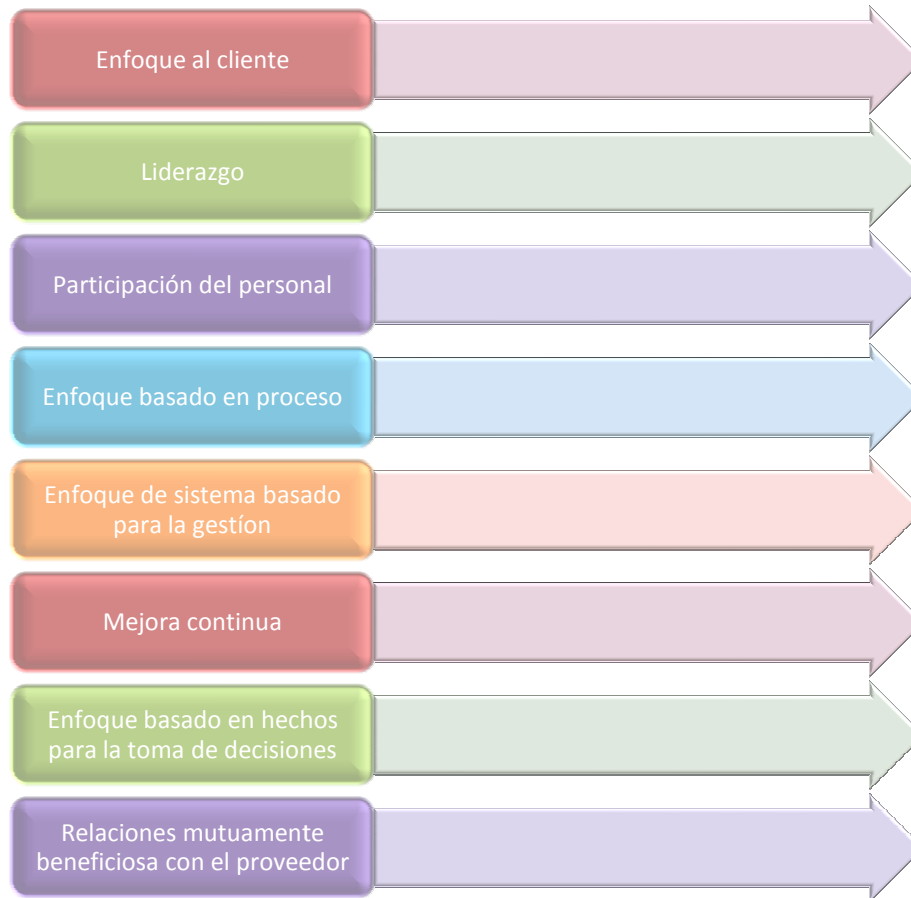 Enfoque al cliente
Liderazgo
Participación del personal
Enfoque basado en proceso
Enfoque de sistema basado
para la gestíon
Mejora continua
Enfoque basado en hechos
para la toma de decisiones
Relaciones mutuamente
beneficiosa con el proveedor